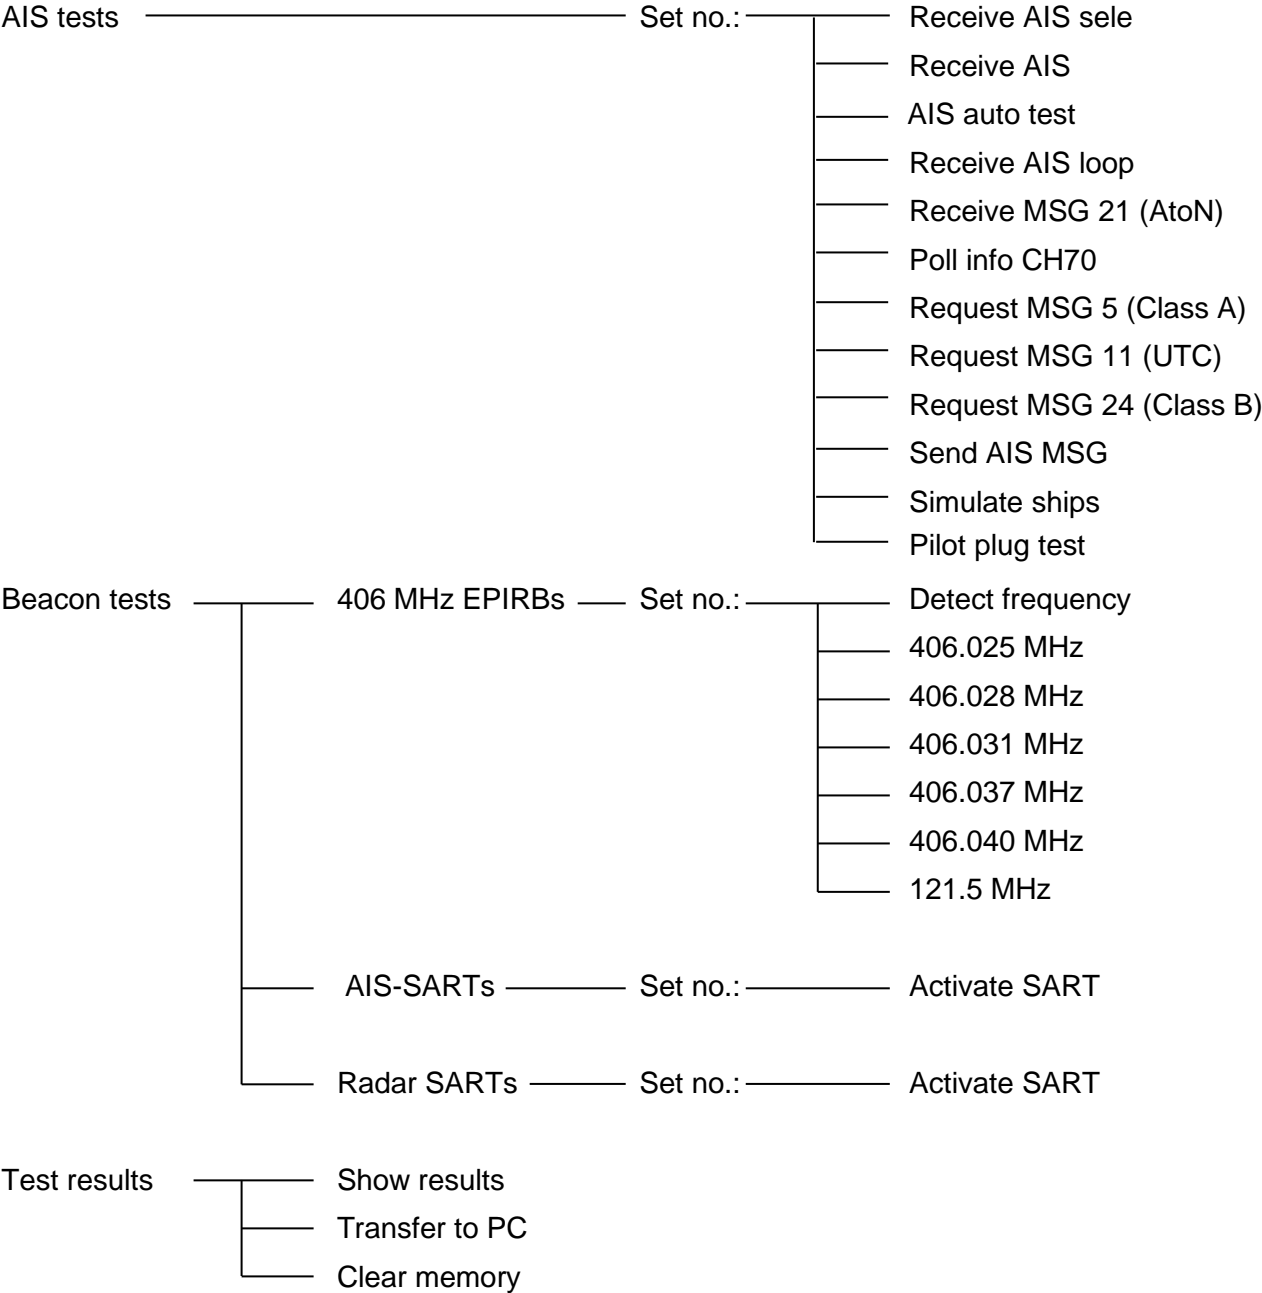 AIS tests Set no.: Receive AIS sele
Receive AIS
AIS auto test
Receive AIS loop
Receive MSG 21 (AtoN)
Poll info CH70
Request MSG 5 (Class A)
Request MSG 11 (UTC)
Request MSG 24 (Class B)
Send AIS MSG
Simulate ships
Pilot plug test
Beacon tests 406 MHz EPIRBs Set no.: Detect frequency
406.025 MHz
406.028 MHz
406.031 MHz
406.037 MHz
406.040 MHz
121.5 MHz
AIS-SARTs Set no.: Activate SART
Radar SARTs Set no.: Activate SART
Test results Show results
Transfer to PC
Clear memory